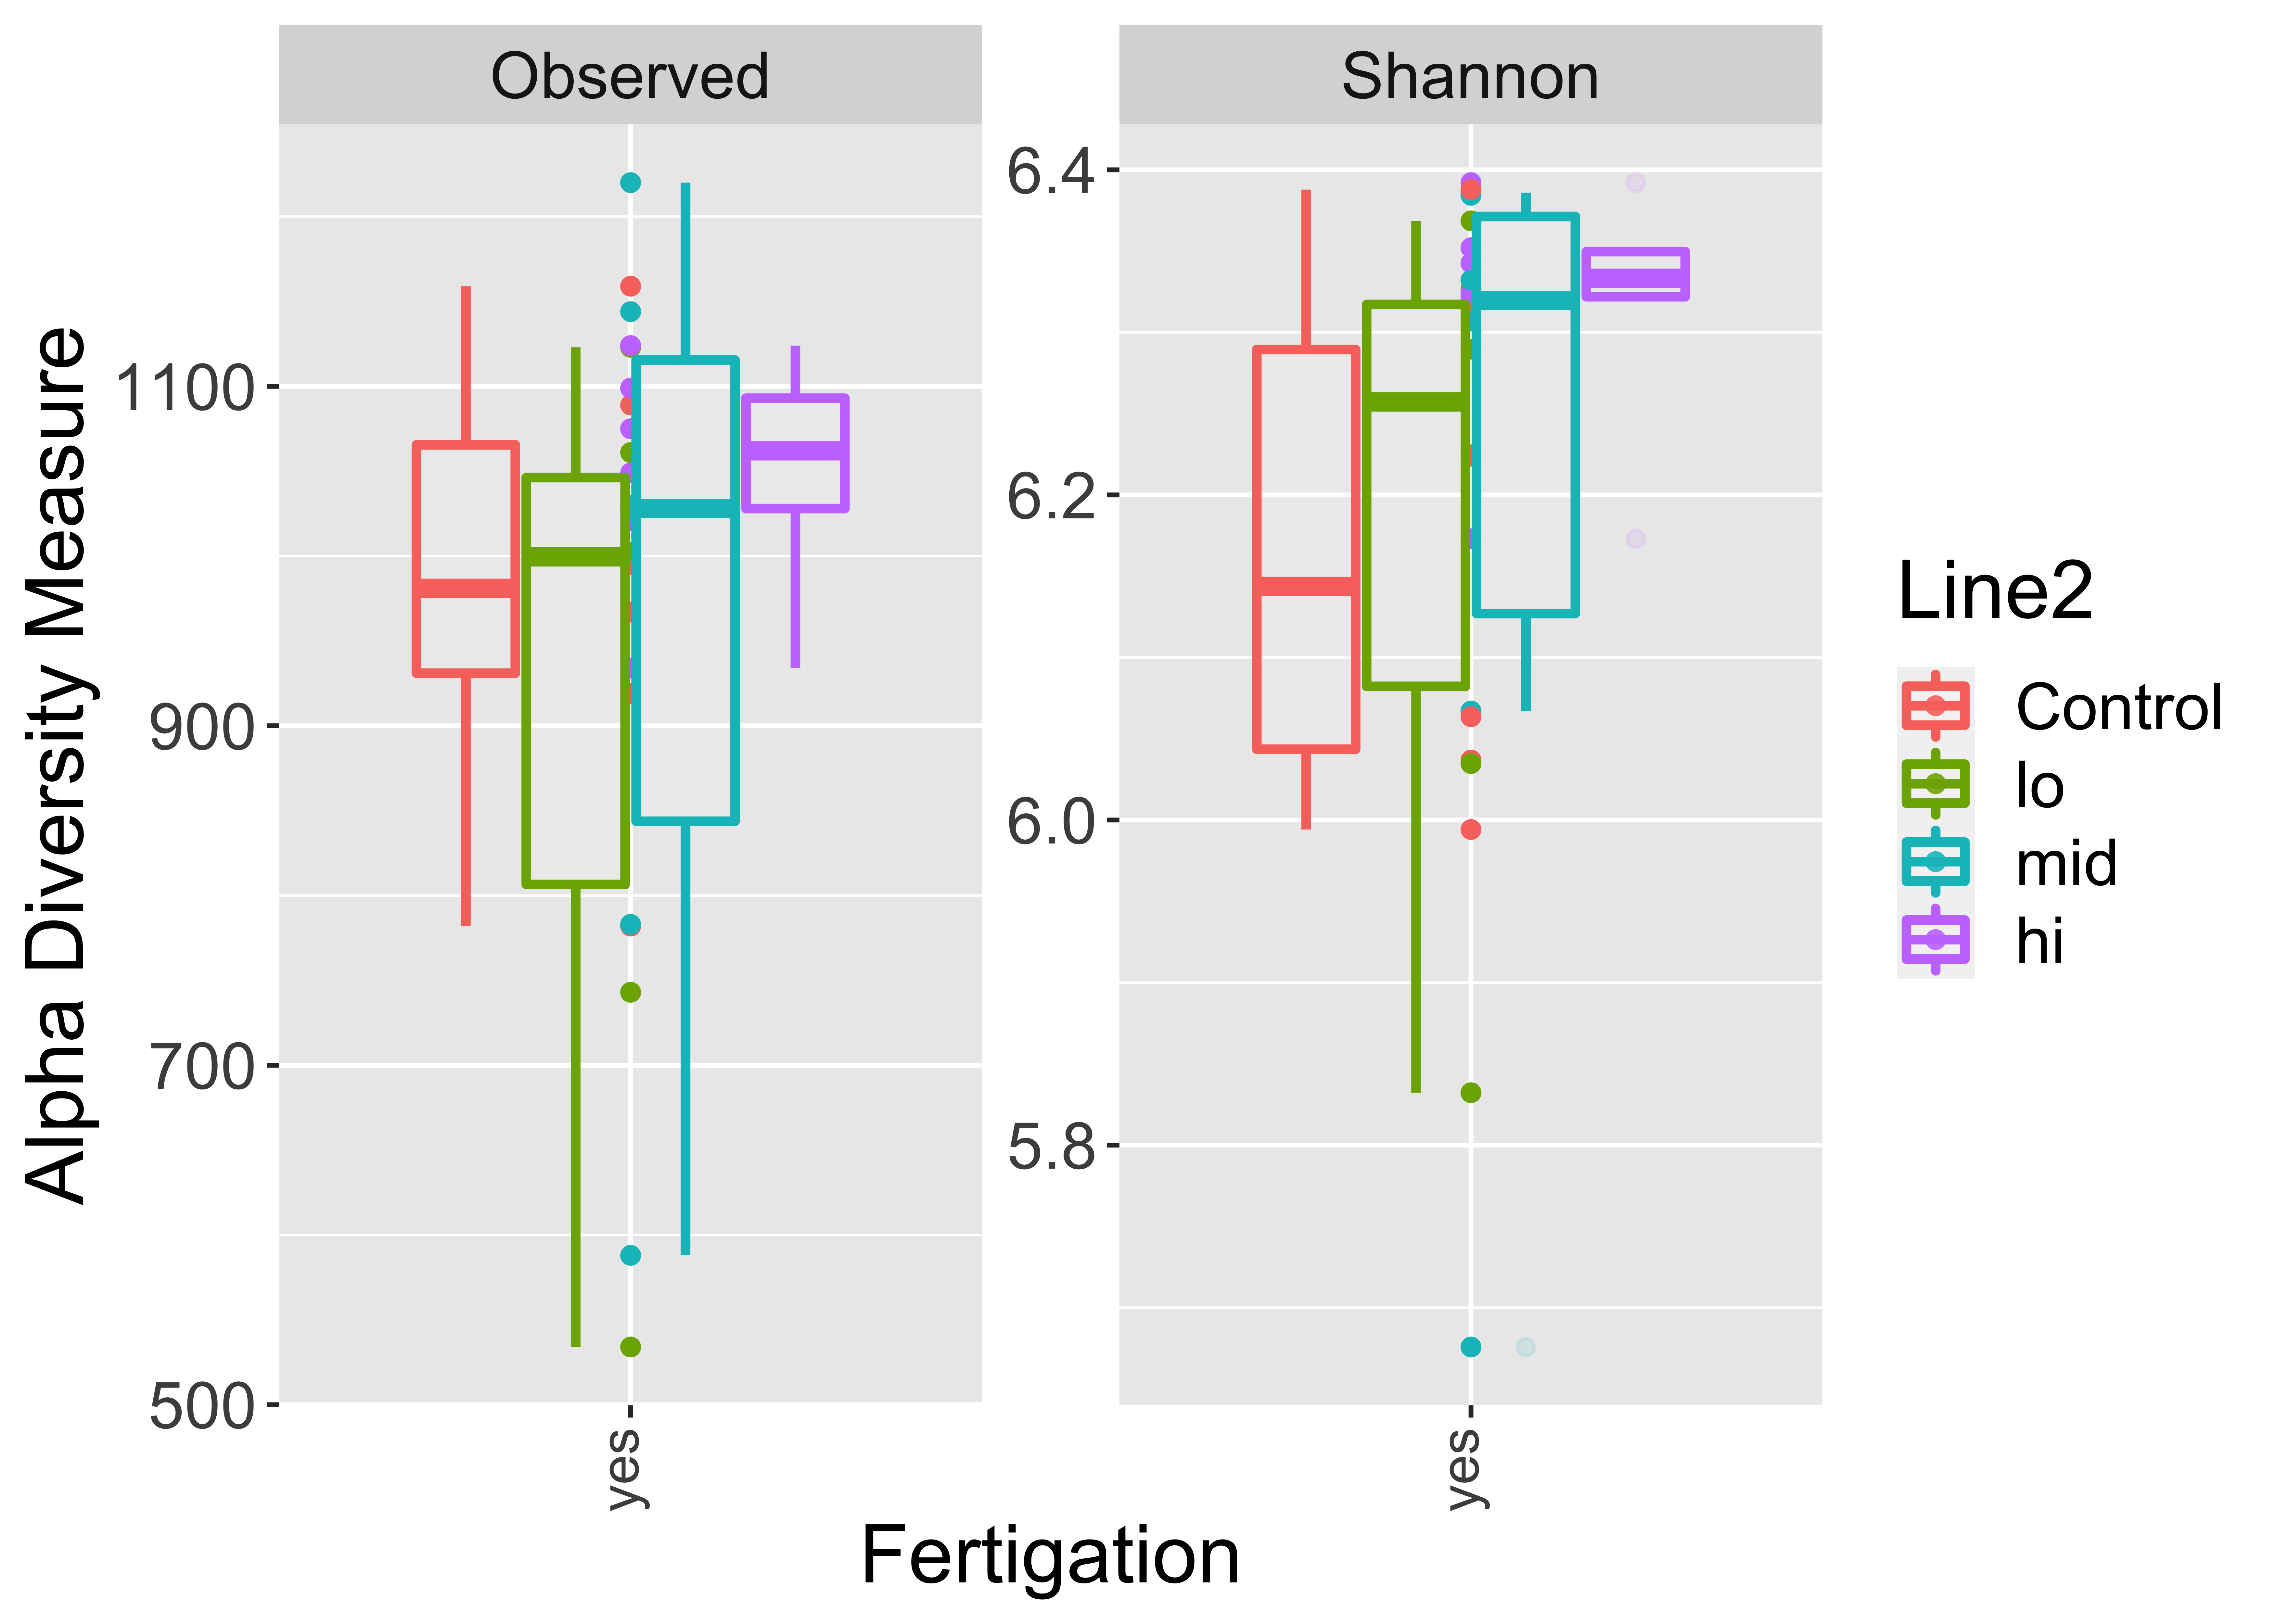 Observed
Shannon
Alpha Diversity Measure
1100
900
700
500
6.4
6.2
6.0
5.8
yes
yes
Fertigation
Line2
Control
lo
mid
hi